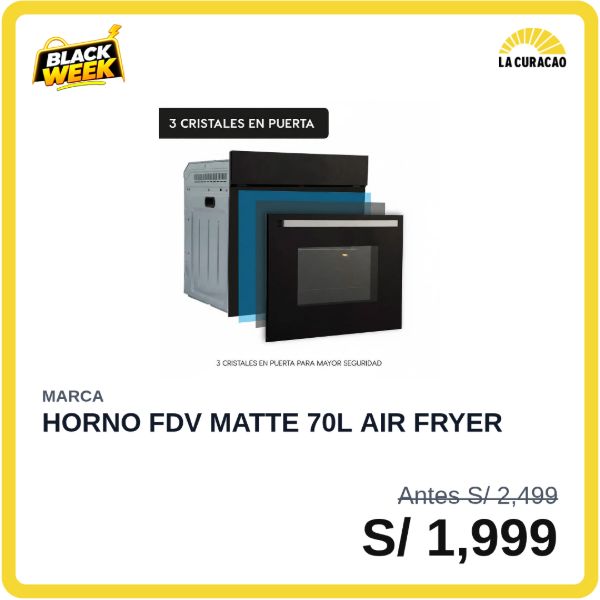 BLACK
WEEK
LA CURACAO
3 CRISTALES EN PUERTA
3 CRISTALES EN PUERTA PARA MAYOR SEGURIDAD
MARCA
HORNO FDV MATTE 70L AIR FRYER
Antes S/ 2,499
S/ 1,999